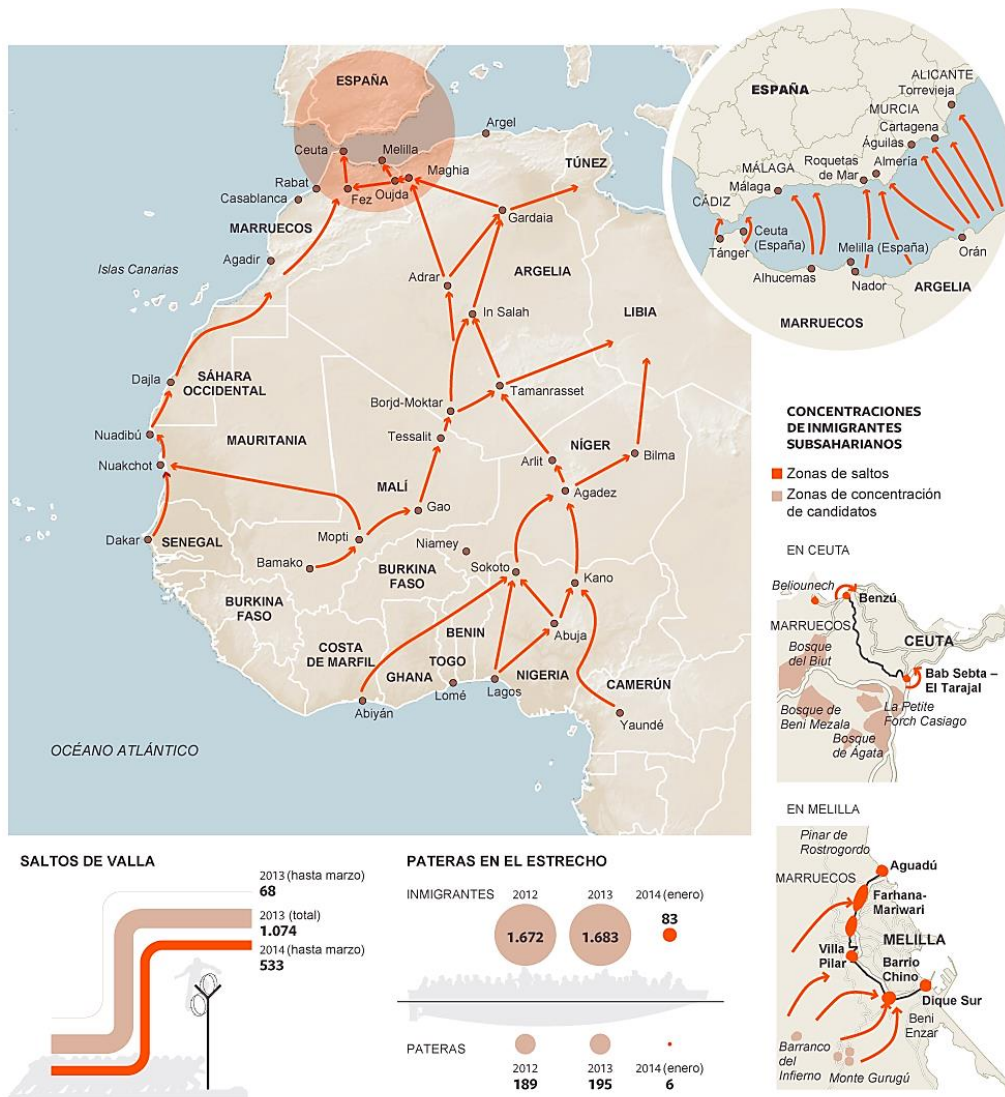 ESPAÑA
Ceuta
Melilla
Argel
Maghia
TÚNEZ
Rabat
Casablanca
Fez
Oujda
Gardaia
MARRUECOS
Islas Canarias
Agadir
Adrar
ARGELIA
In Salah
LIBIA
Dajla
SÁHARA
OCCIDENTAL
Tamanrasset
Borjd-Moktar
Nuadibú
MAURITANIA
Tessalit
NÍGER
Nuakchot
Arlit
Bilma
MALÍ
Agadez
Gao
Dakar
SENEGAL
Mopti
Niamey
Bamako
BURKINA
FASO
Sokoto
Kano
BURKINA
FASO
Abuja
COSTA
DE MARFIL
BENIN
TOGO
GHANA
NIGERIA
CAMERÚN
Lomé
Lagos
Abiyán
Yaundé
OCÉANO ATLÁNTICO
ESPAÑA
ALICANTE
Torrevieja
MURCIA
Cartagena
Águilas
MÁLAGA
Roquetas
de Mar
Almería
Málaga
CÁDIZ
Ceuta
(España)
Tánger
Melilla (España)
Orán
Alhucemas
Nador
ARGELIA
MARRUECOS
CONCENTRACIONES
DE INMIGRANTES
SUBSAHARIANOS
Zonas de saltos
Zonas de concentración
de candidatos
EN CEUTA
Beliounech
Benzú
MARRUECOS
CEUTA
Bosque
del Biut
Bab Sebta –
El Tarajal
Bosque de
Beni Mezala
La Petite
Forch Casiago
Bosque
de Ágata
EN MELILLA
Pinar de
Rostrogordo
Aguadú
MARRUECOS
Farhana-
Mariwari
MELILLA
Villa
Pilar
Barrio
Chino
Dique Sur
Beni
Enzar
Barranco
del
Infierno
Monte Gurugú
SALTOS DE VALLA
2013 (hasta marzo)
68
2013 (total)
1.074
2014 (hasta marzo)
533
PATERAS EN EL ESTRECHO
INMIGRANTES
2012
2013
2014 (enero)
1.672
1.683
83
PATERAS
2012
2013
2014 (enero)
189
195
6